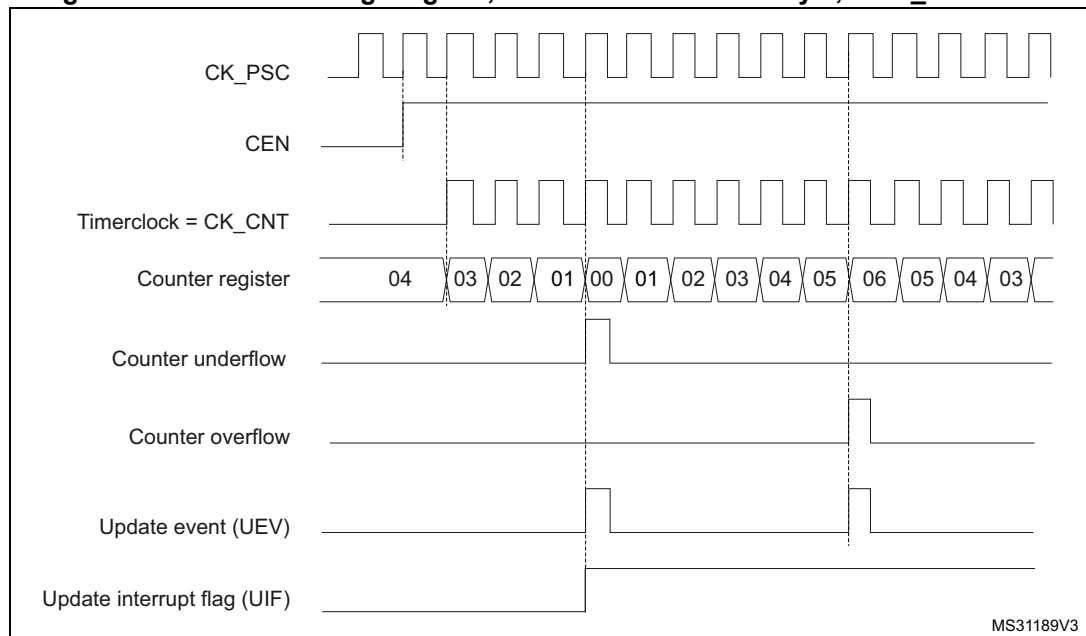 CK_PSC
CEN
Timerclock = CK_CNT
Counter register 04 03 02 01 00 01 02 03 04 05 06 05 04 03
Counter underflow
Counter overflow
Update event (UEV)
Update interrupt flag (UIF)
MS31189V3